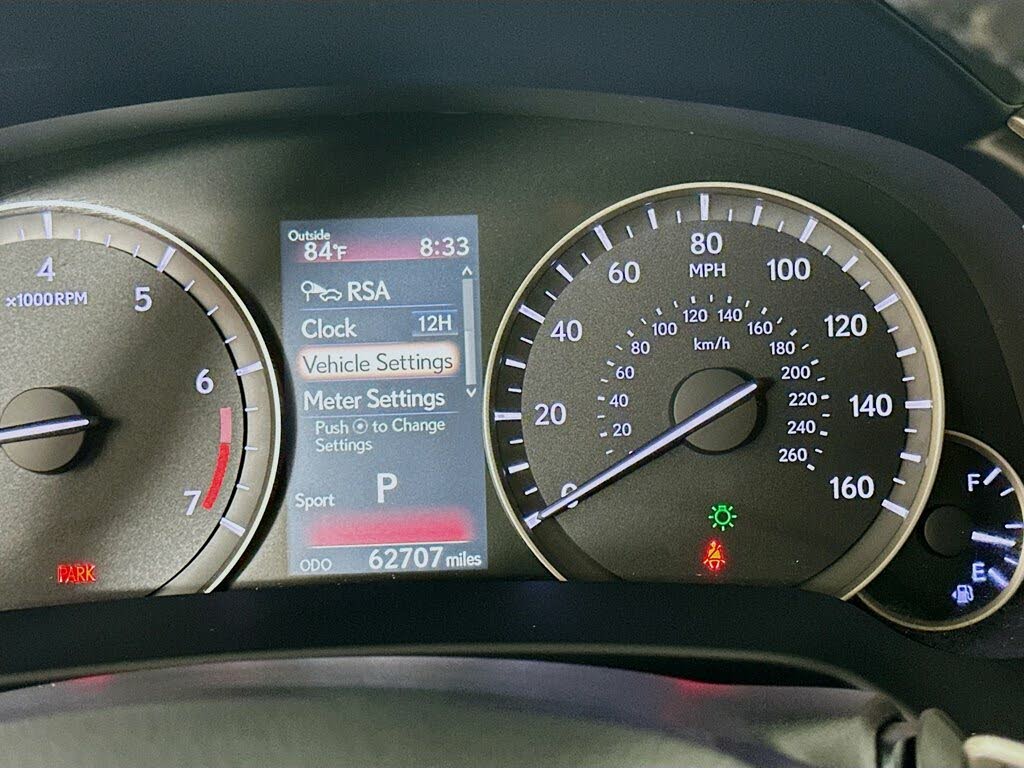 4
×1000RPM
5
6
7
PARK
Outside
84°F 8:33
RSA
Clock 12H
Vehicle Settings
Meter Settings
Push to Change
Settings
P
Sport
ODO 62707 miles
0
20
40
60
80
MPH
100
120
140
160
20
40
60
80
100
120
140
160
180
200
220
240
260
km/h
F
E